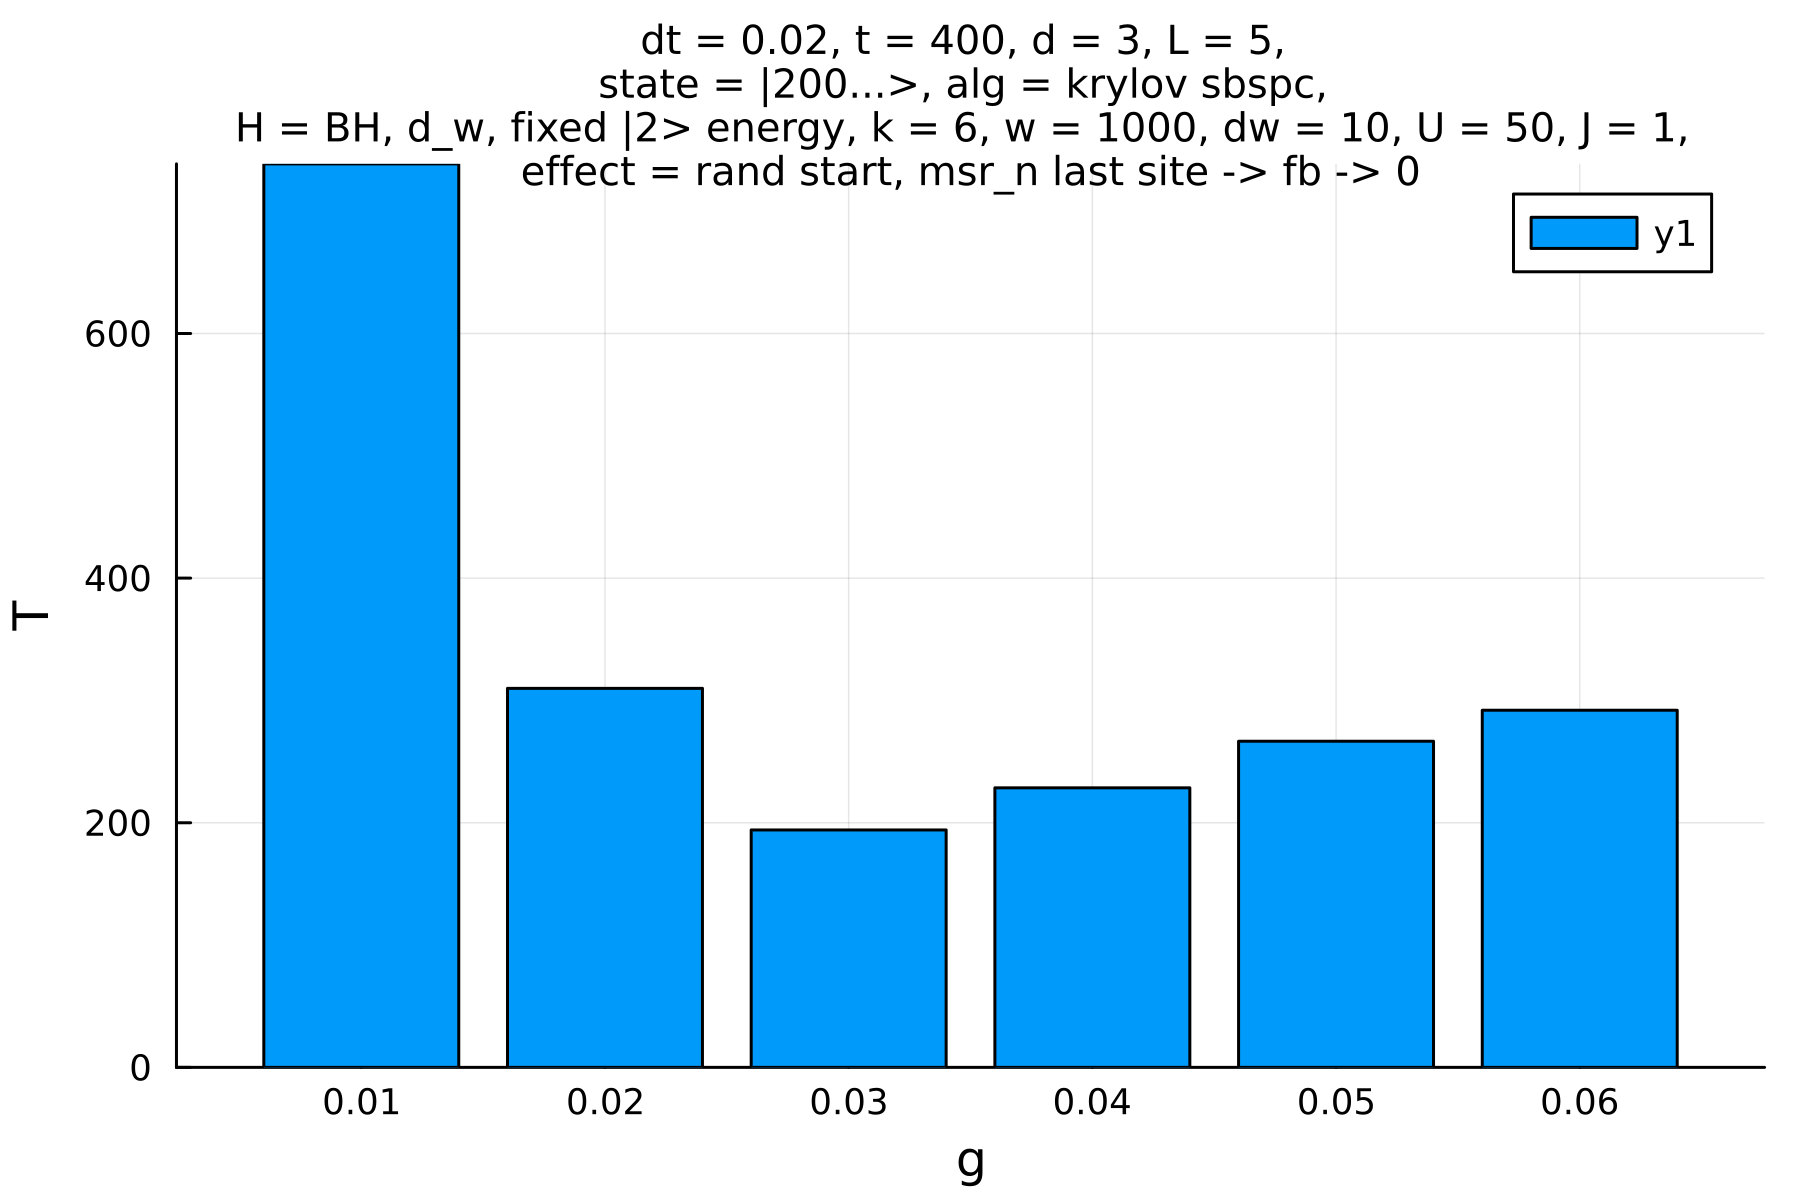 dt = 0.02, t = 400, d = 3, L = 5,
state = |200...>, alg = krylov sbspc,
H = BH, d_w, fixed |2> energy, k = 6, w = 1000, dw = 10, U = 50, J = 1,
effect = rand start, msr_n last site -> fb -> 0
y1
600
400
200
0
T
0.01 0.02 0.03 0.04 0.05 0.06
g